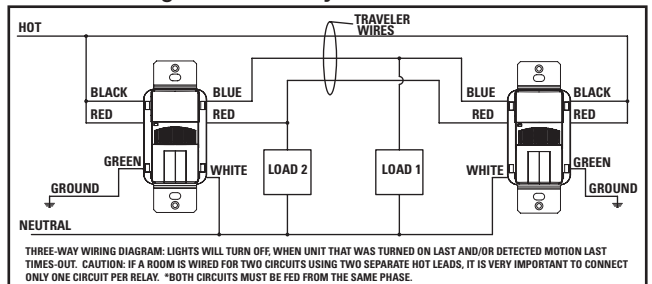 TRAVELER
WIRES
HOT
BLACK
BLUE
BLUE
BLACK
RED
RED
RED
RED
GREEN
WHITE
LOAD 2
LOAD 1
WHITE
GREEN
GROUND
GROUND
NEUTRAL
THREE-WAY WIRING DIAGRAM: LIGHTS WILL TURN OFF, WHEN UNIT THAT WAS TURNED ON LAST AND/OR DETECTED MOTION LAST
TIMES-OUT. CAUTION: IF A ROOM IS WIRED FOR TWO CIRCUITS USING TWO SEPARATE HOT LEADS, IT IS VERY IMPORTANT TO CONNECT
ONLY ONE CIRCUIT PER RELAY. *BOTH CIRCUITS MUST BE FED FROM THE SAME PHASE.